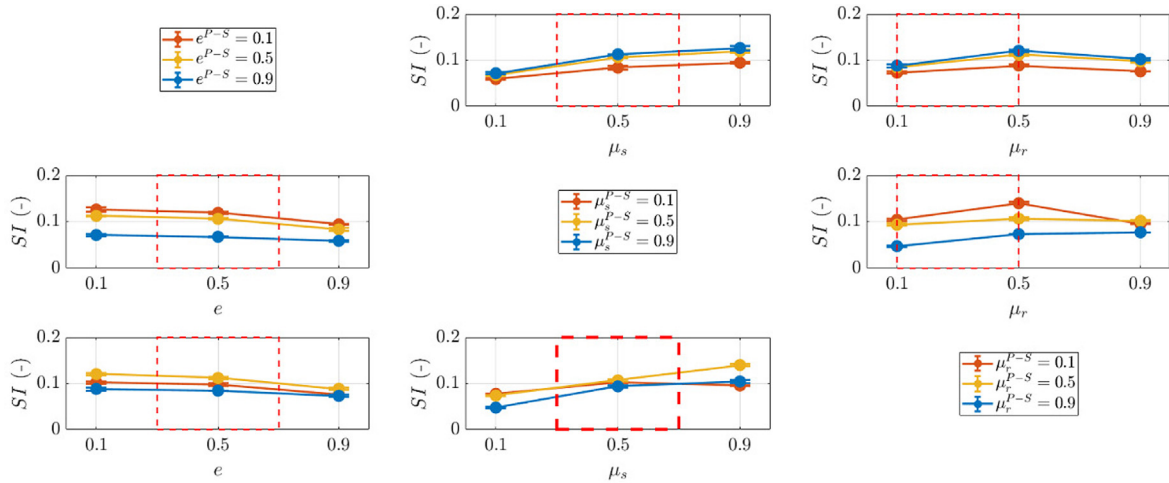 e^{P-S} = 0.1
e^{P-S} = 0.5
e^{P-S} = 0.9
0.2
0.1
0
SI (-)
0.1 0.5 0.9
μ_s
0.2
0.1
0
SI (-)
0.1 0.5 0.9
μ_r
0.2
0.1
0
SI (-)
0.1 0.5 0.9
e
μ_s^{P-S} = 0.1
μ_s^{P-S} = 0.5
μ_s^{P-S} = 0.9
0.2
0.1
0
SI (-)
0.1 0.5 0.9
μ_r
0.2
0.1
0
SI (-)
0.1 0.5 0.9
e
0.2
0.1
0
SI (-)
0.1 0.5 0.9
μ_s
μ_r^{P-S} = 0.1
μ_r^{P-S} = 0.5
μ_r^{P-S} = 0.9